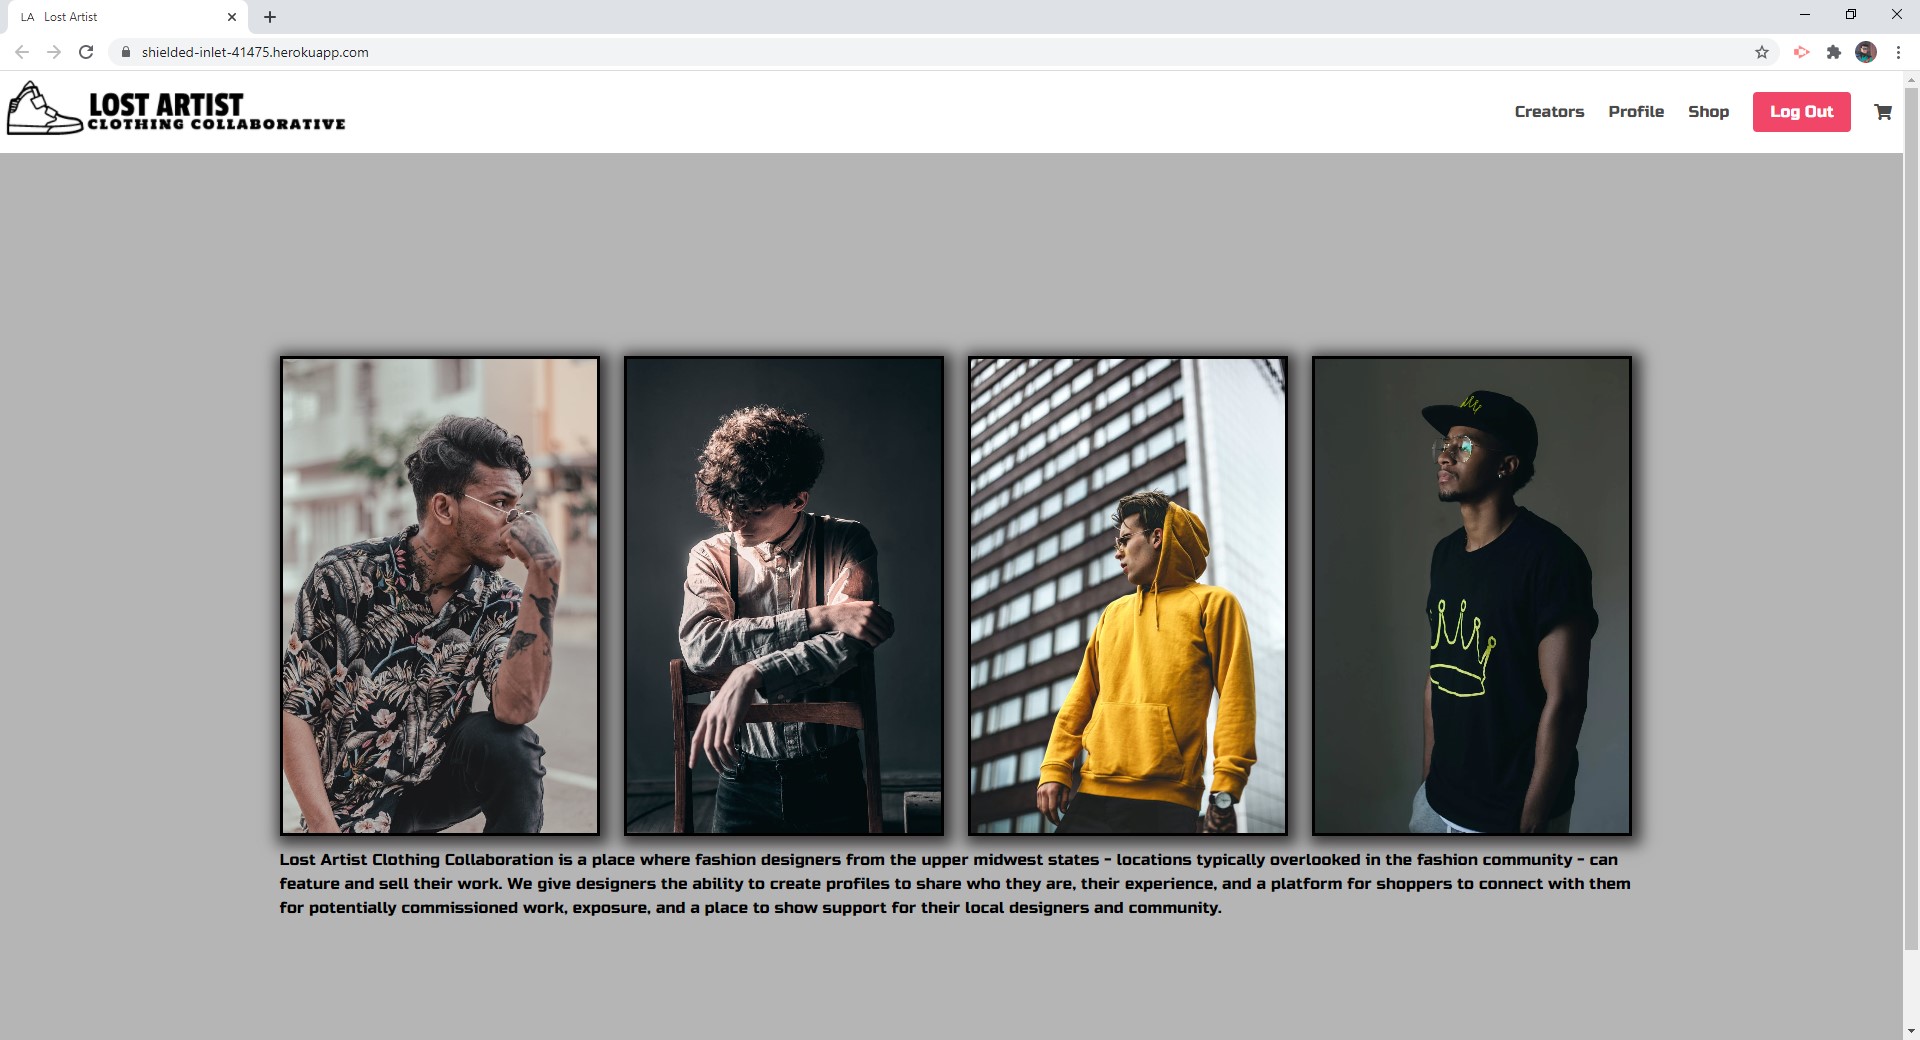 LA Lost Artist
shielded-inlet-41475.herokuapp.com
LOST ARTIST
CLOTHING COLLABORATIVE
Creators Profile Shop Log Out
Lost Artist Clothing Collaboration is a place where fashion designers from the upper midwest states - locations typically overlooked in the fashion community - can
feature and sell their work. We give designers the ability to create profiles to share who they are, their experience, and a platform for shoppers to connect with them
for potentially commissioned work, exposure, and a place to show support for their local designers and community.